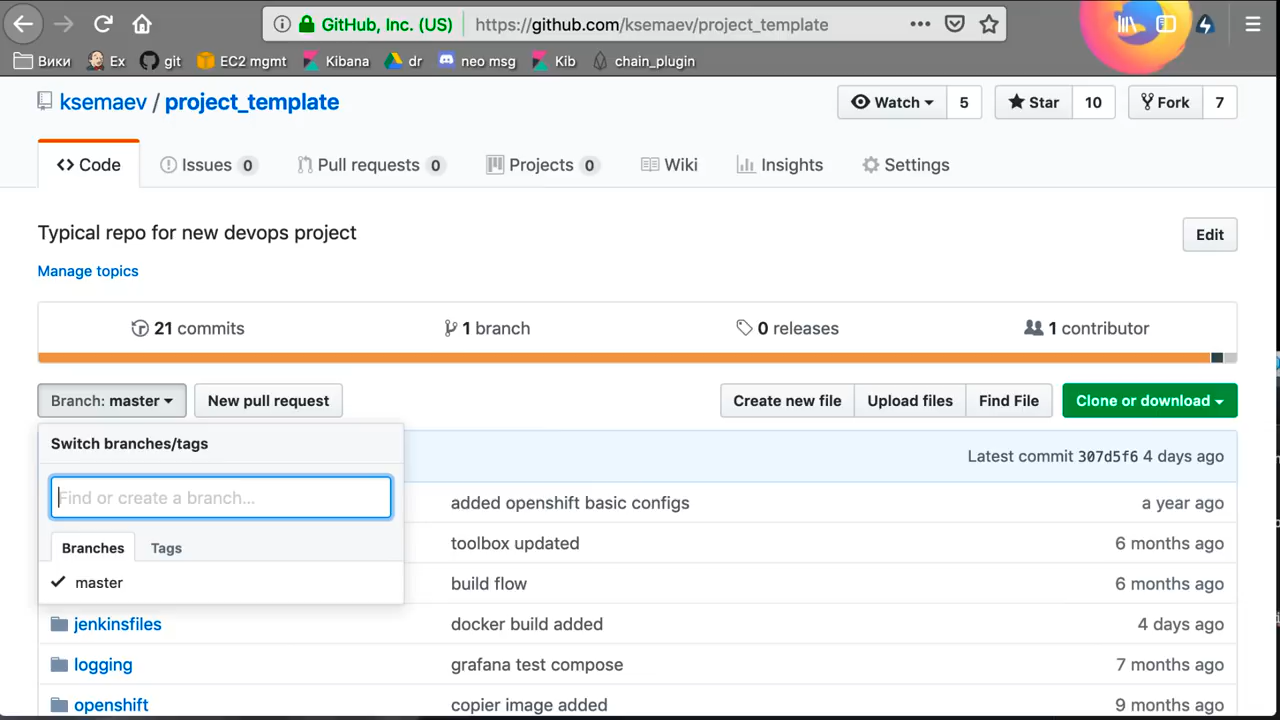 GitHub, Inc. (US) https://github.com/ksemaev/project_template
Вики Ex git EC2 mgmt Kibana dr neo msg Kib chain_plugin
ksemaev / project_template
Watch 5 Star 10 Fork 7
Code Issues 0 Pull requests 0 Projects 0 Wiki Insights Settings
Typical repo for new devops project
Edit
Manage topics
21 commits 1 branch 0 releases 1 contributor
Branch: master New pull request Create new file Upload files Find File Clone or download
Switch branches/tags
Latest commit 307d5f6 4 days ago
Find or create a branch...
added openshift basic configs a year ago
Branches Tags
toolbox updated 6 months ago
master
build flow 6 months ago
jenkinsfiles docker build added 4 days ago
logging grafana test compose 7 months ago
openshift copier image added 9 months ago